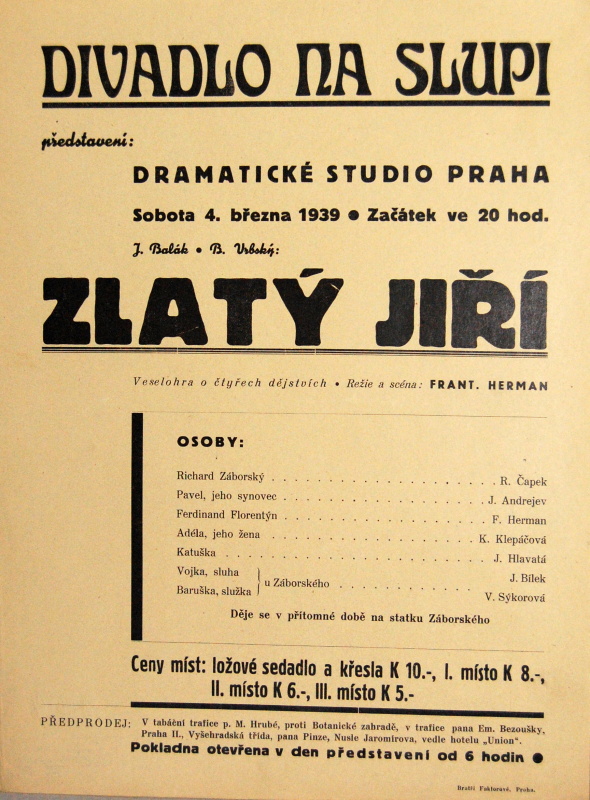 DIVADLO NA SLUPI
představení:
DRAMATICKÉ STUDIO PRAHA
Sobota 4. března 1939 ● Začátek ve 20 hod.
J. Balák • B. Vrbský:
ZLATÝ JIŘÍ
Veselohra o čtyřech dějstvích • Režie a scéna: FRANT. HERMAN
OSOBY:
Richard Záborský . . . . . . . . . . . . . . . . . . . . . R. Čapek
Pavel, jeho synovec . . . . . . . . . . . . . . . . . . . J. Andrejev
Ferdinand Florentýn . . . . . . . . . . . . . . . . . . . F. Herman
Adéla, jeho žena . . . . . . . . . . . . . . . . . . . K. Klepáčová
Katuška . . . . . . . . . . . . . . . . . . . . . . . . J. Hlavatá
Vojka, sluha } u Záborského . . . . . . . . . . . . J. Bílek
Baruška, služka } V. Sýkorová
Děje se v přítomné době na statku Záborského
Ceny míst: ložové sedadlo a křesla K 10.-, I. místo K 8.-,
II. místo K 6.-, III. místo K 5.-
PŘEDPRODEJ: V tabáční trafice p. M. Hrubé, proti Botanické zahradě, v trafice pana Em. Bezoušky,
Praha II., Vyšehradská třída, pana Pinze, Nusle Jaromírova, vedle hotelu „Union“.
Pokladna otevřena v den představení od 6 hodin ●
Bratři Fakturové, Praha.